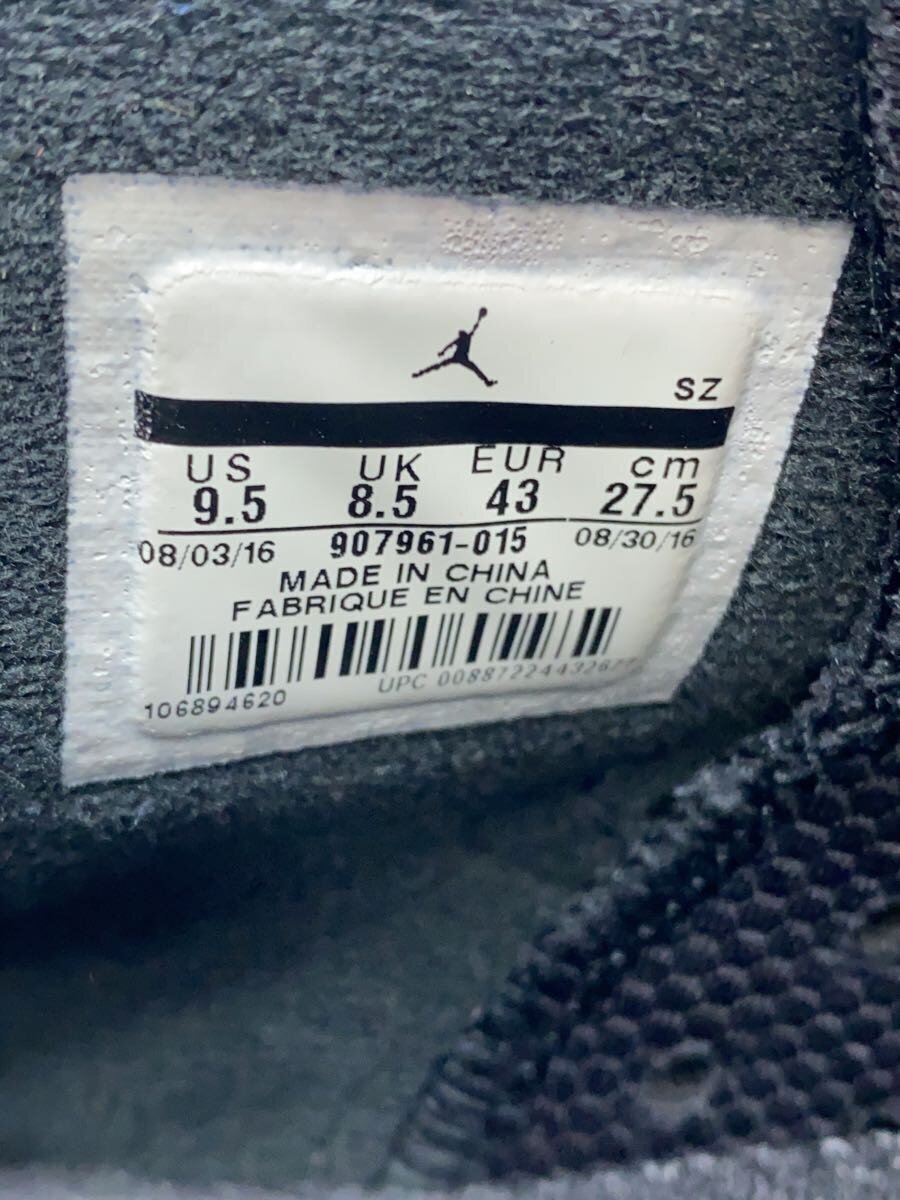 SZ
US UK EUR cm
9.5 8.5 43 27.5
08/03/16 907961-015 08/30/16
MADE IN CHINA
FABRIQUE EN CHINE
106894620 UPC